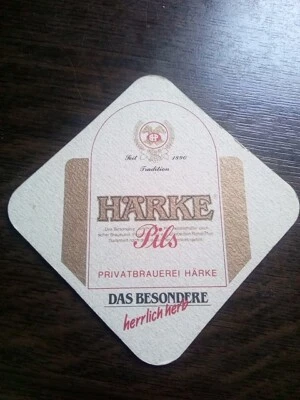 Seit 1890
Tradition
HÄRKE
Pils
PRIVATBRAUEREI HÄRKE
DAS BESONDERE
herrlich herb